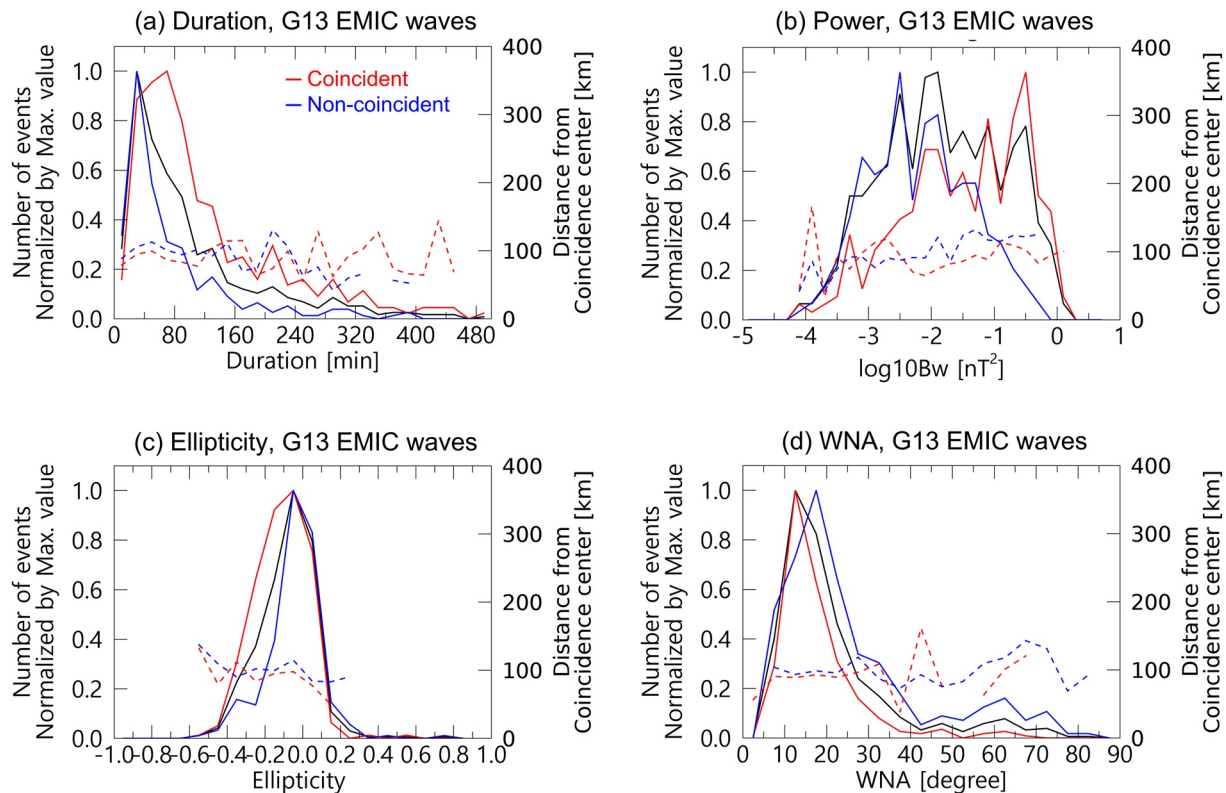 (a) Duration, G13 EMIC waves
Number of events
Normalized by Max. value
1.0
0.8
0.6
0.4
0.2
0.0
Coincident
Non-coincident
400
300
200
100
0
Distance from
Coincidence center [km]
0 80 160 240 320 400 480
Duration [min]
(b) Power, G13 EMIC waves
Number of events
Normalized by Max. value
1.0
0.8
0.6
0.4
0.2
0.0
400
300
200
100
0
Distance from
Coincidence center [km]
-5 -4 -3 -2 -1 0 1
log10Bw [nT²]
(c) Ellipticity, G13 EMIC waves
Number of events
Normalized by Max. value
1.0
0.8
0.6
0.4
0.2
0.0
400
300
200
100
0
Distance from
Coincidence center [km]
-1.0-0.8-0.6-0.4-0.20.0 0.2 0.4 0.6 0.8 1.0
Ellipticity
(d) WNA, G13 EMIC waves
Number of events
Normalized by Max. value
1.0
0.8
0.6
0.4
0.2
0.0
400
300
200
100
0
Distance from
Coincidence center [km]
0 10 20 30 40 50 60 70 80 90
WNA [degree]